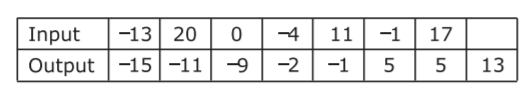 Input –13 20 0 –4 11 –1 17
Output –15 –11 –9 –2 –1 5 5 13